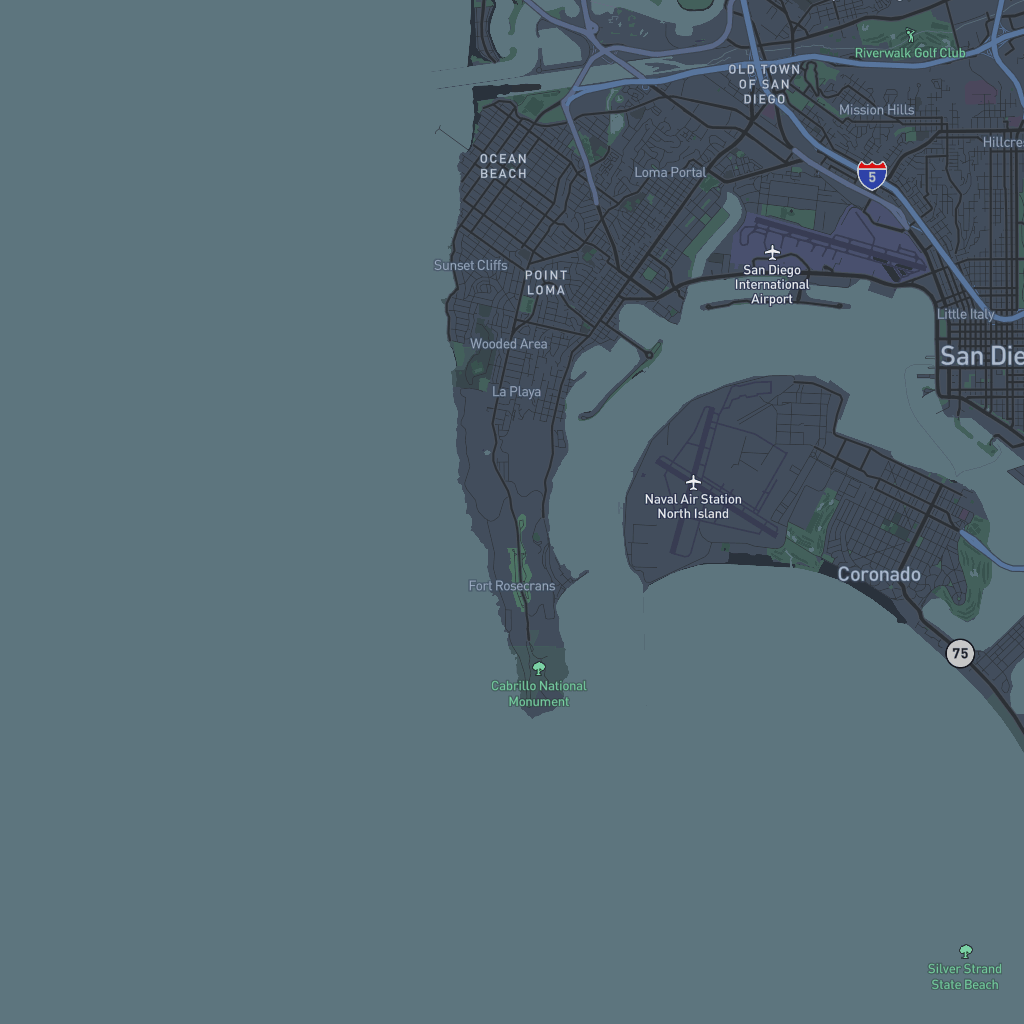 Riverwalk Golf Club
OLD TOWN
OF SAN
DIEGO
Mission Hills
Hillcres
OCEAN
BEACH
Loma Portal
5
Sunset Cliffs
POINT
LOMA
San Diego
International
Airport
Little Italy
Wooded Area
San Die
La Playa
Naval Air Station
North Island
Coronado
Fort Rosecrans
75
Cabrillo National
Monument
Silver Strand
State Beach